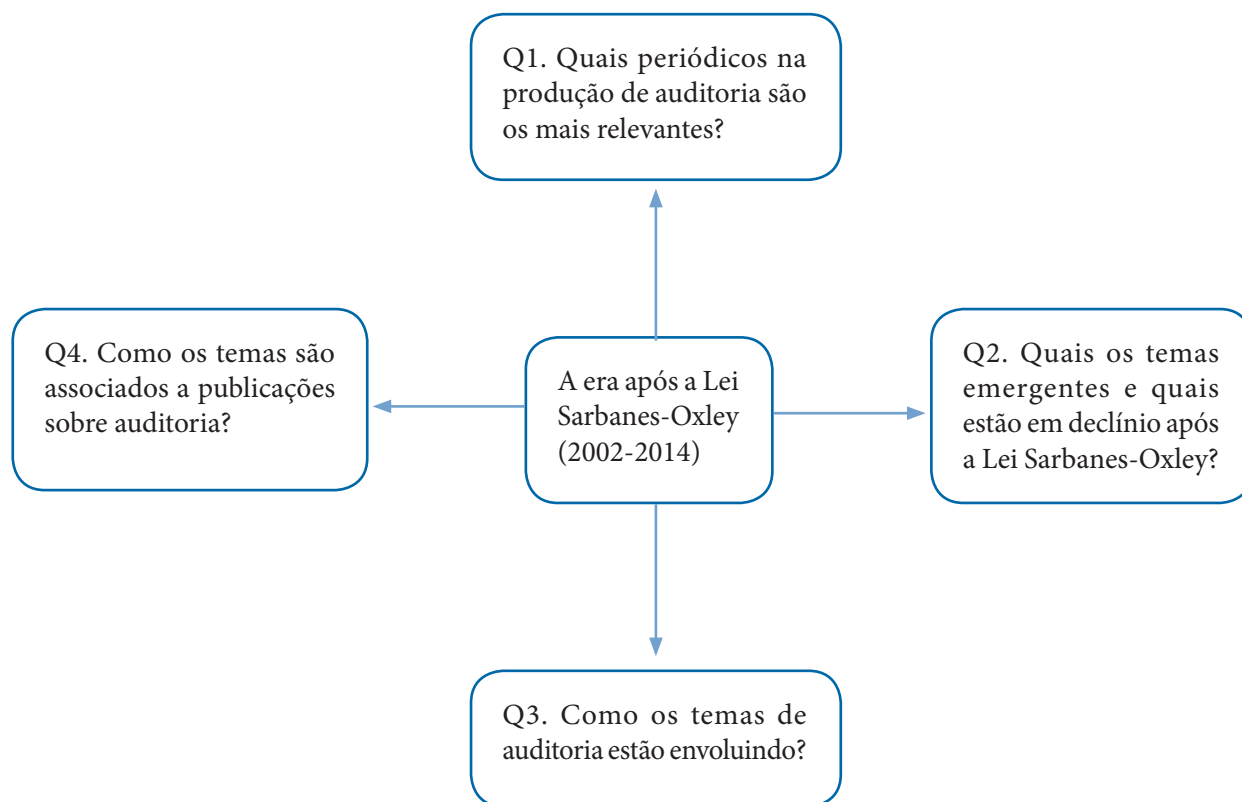 Q1. Quais periódicos na
produção de auditoria são
os mais relevantes?
Q4. Como os temas são
associados a publicações
sobre auditoria?
A era após a Lei
Sarbanes-Oxley
(2002-2014)
Q2. Quais os temas
emergentes e quais
estão em declínio após
a Lei Sarbanes-Oxley?
Q3. Como os temas de
auditoria estão envoluindo?